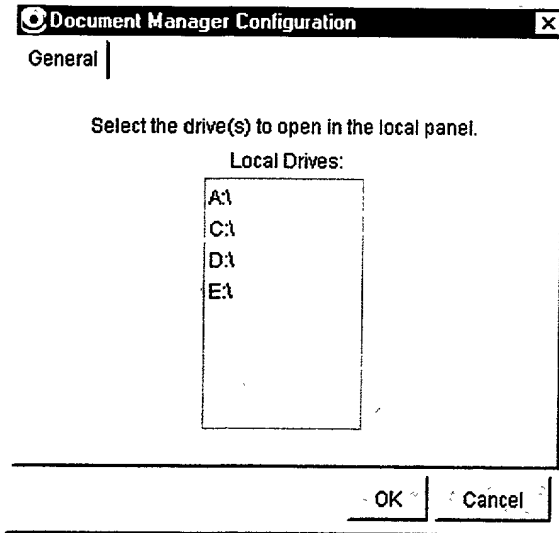 Document Manager Configuration
General
Select the drive(s) to open in the local panel.
Local Drives:
A:\
C:\
D:\
E:\
OK
Cancel